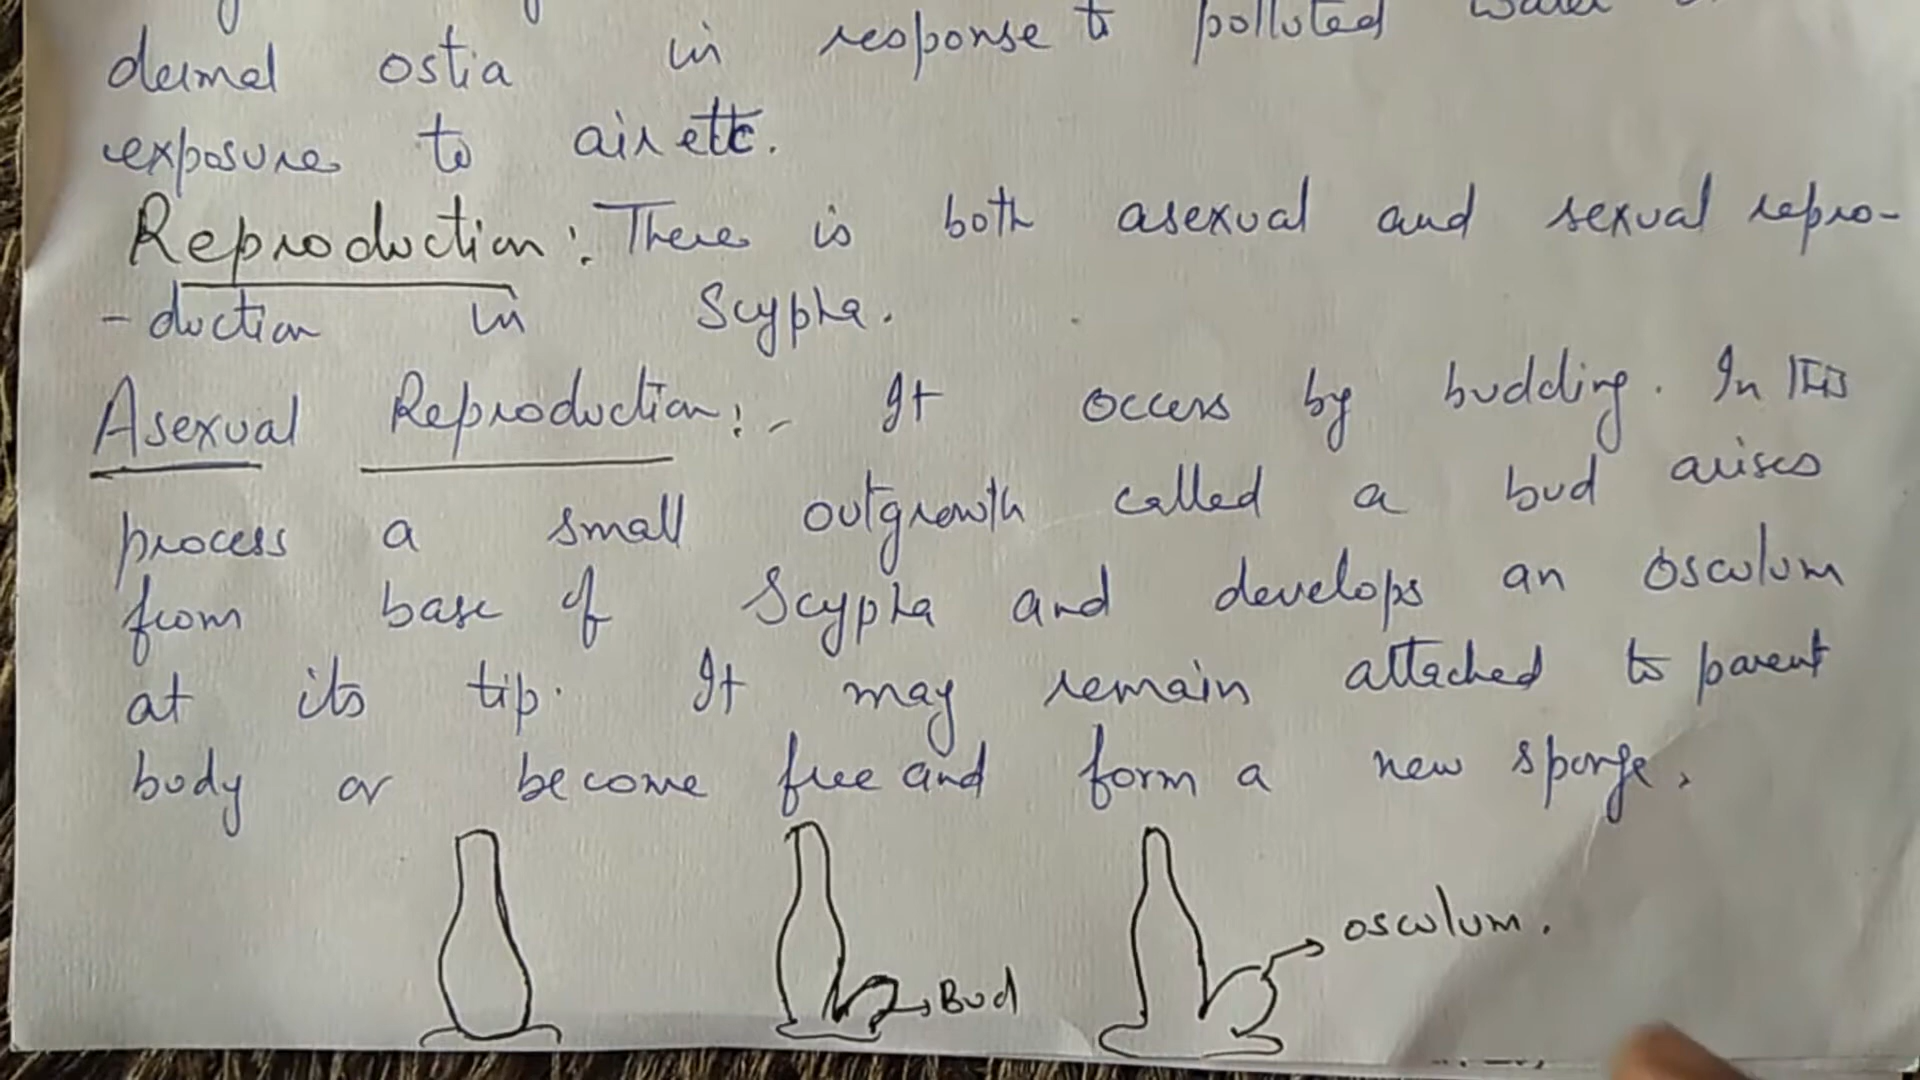 dermal ostia in response to polluted water
exposure to air etc.
Reproduction : There is both asexual and sexual repro-
-duction in Scypha.
Asexual Reproduction :- It occurs by budding. In this
process a small outgrowth called a bud arises
from base of Scypha and develops an osculum
at its tip. It may remain attached to parent
body or become free and form a new sponge.
osculum.
Bud